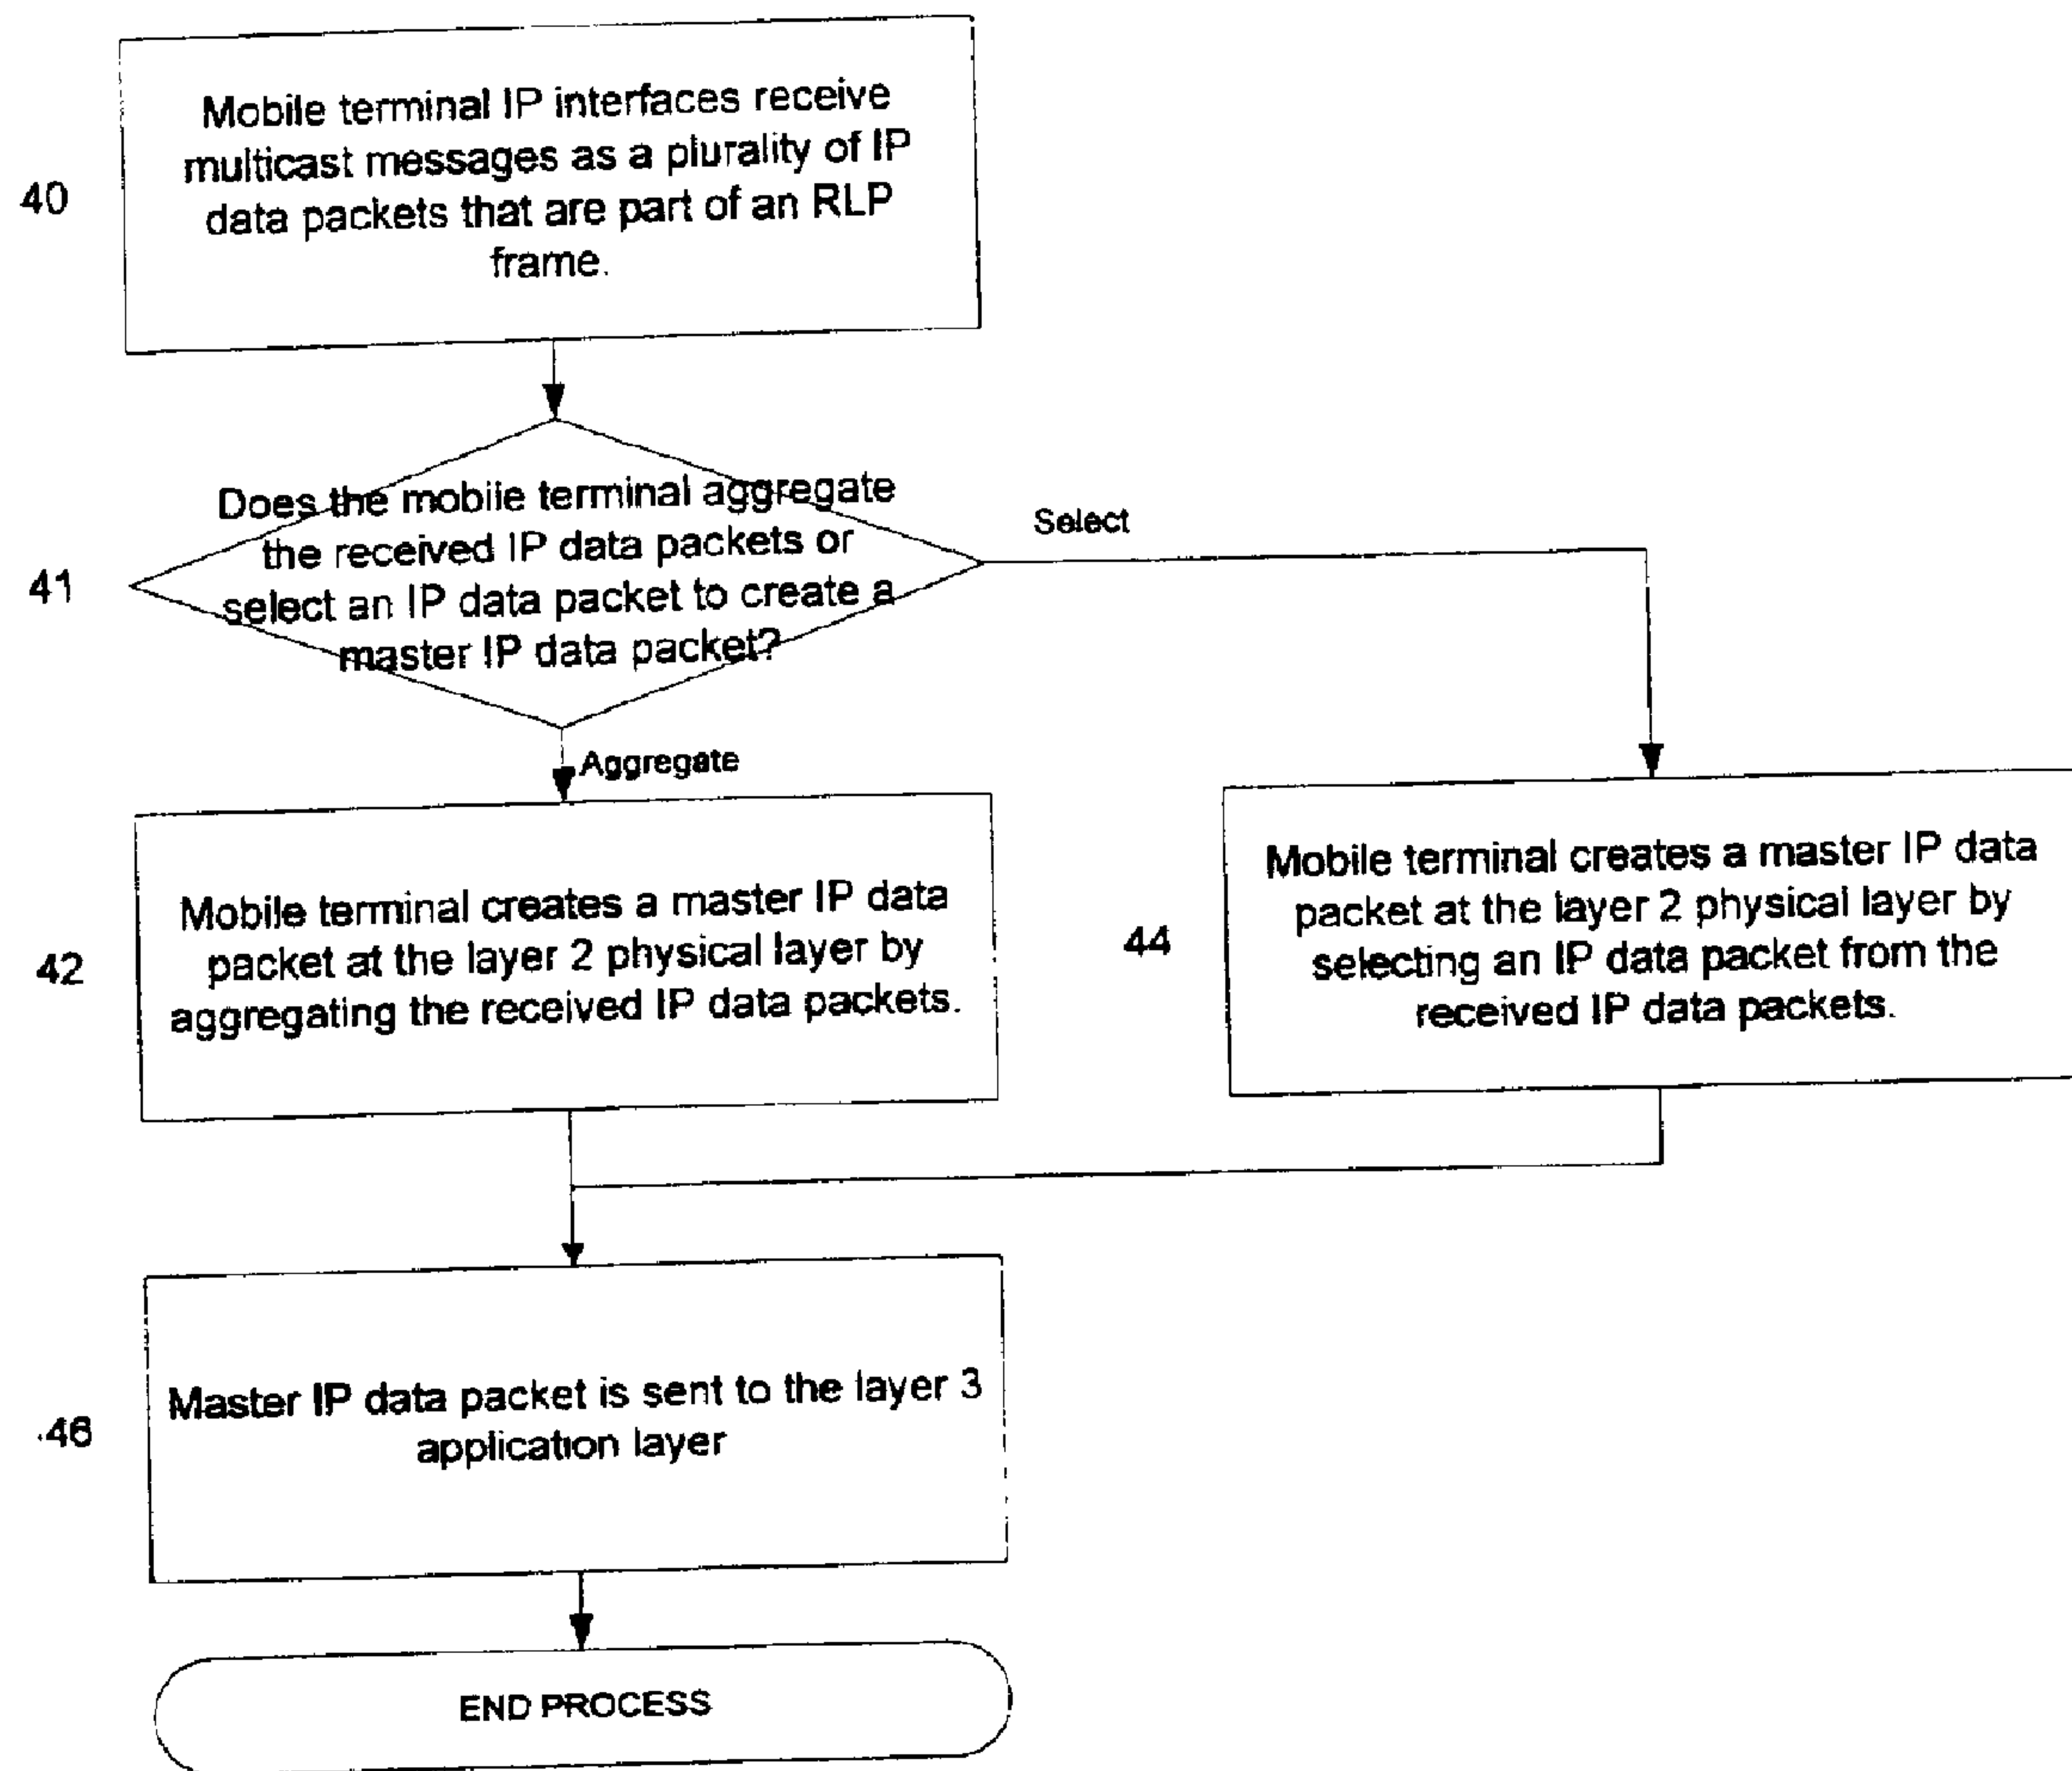 Mobile terminal IP interfaces receive
multicast messages as a plurality of IP
data packets that are part of an RLP
frame.
40
Does the mobile terminal aggregate
the received IP data packets or
select an IP data packet to create a
master IP data packet?
41
Select
Aggregate
Mobile terminal creates a master IP data
packet at the layer 2 physical layer by
aggregating the received IP data packets.
42
Mobile terminal creates a master IP data
packet at the layer 2 physical layer by
selecting an IP data packet from the
received IP data packets.
44
Master IP data packet is sent to the layer 3
application layer
46
END PROCESS